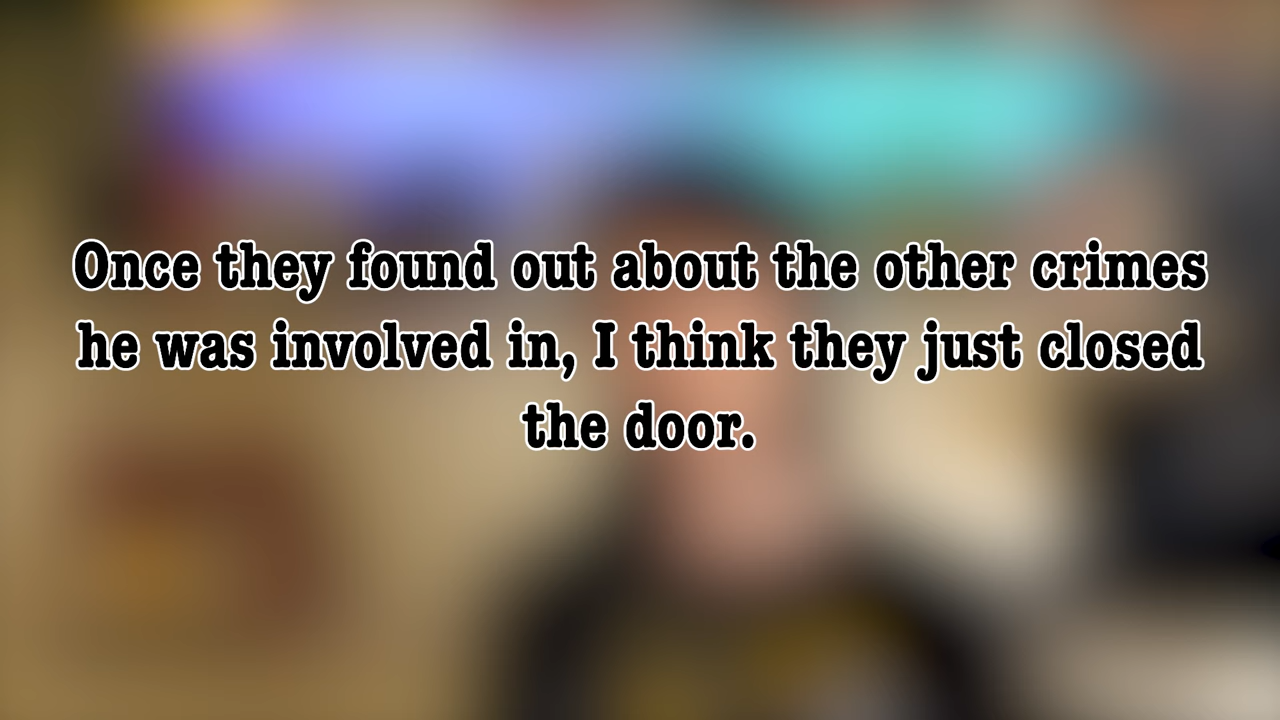 Once they found out about the other crimes
he was involved in, I think they just closed
the door.